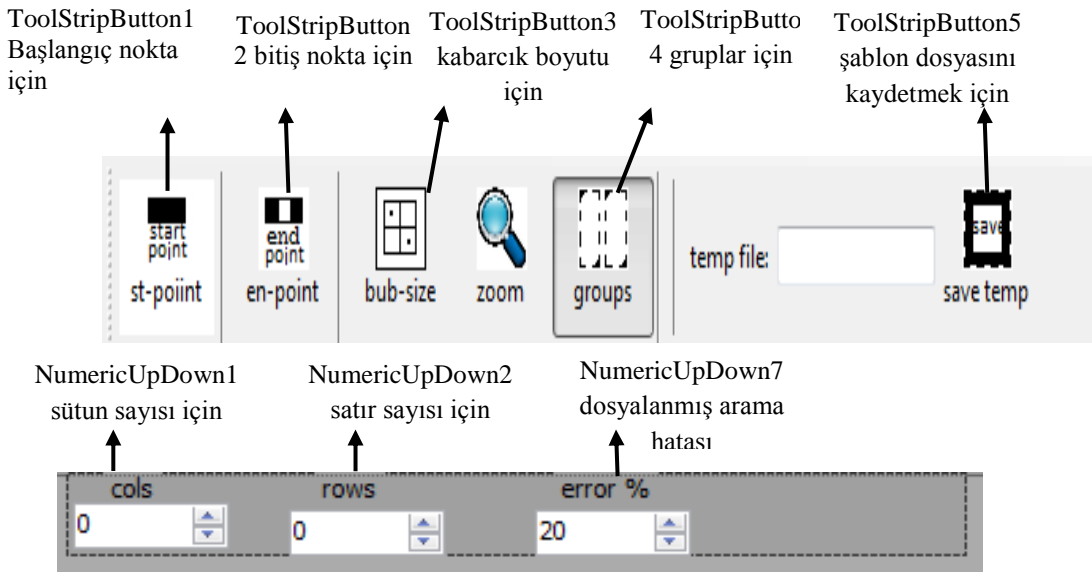 ToolStripButton1
Başlangıç nokta
için
ToolStripButton
2 bitiş nokta için
ToolStripButton3
kabarcık boyutu
için
ToolStripButto
4 gruplar için
ToolStripButton5
şablon dosyasını
kaydetmek için
start
point
st-poiint
end
point
en-point
bub-size
zoom
groups
temp file:
save
save temp
NumericUpDown1
sütun sayısı için
NumericUpDown2
satır sayısı için
NumericUpDown7
dosyalanmış arama
hatası
cols
rows
error %
0
0
20